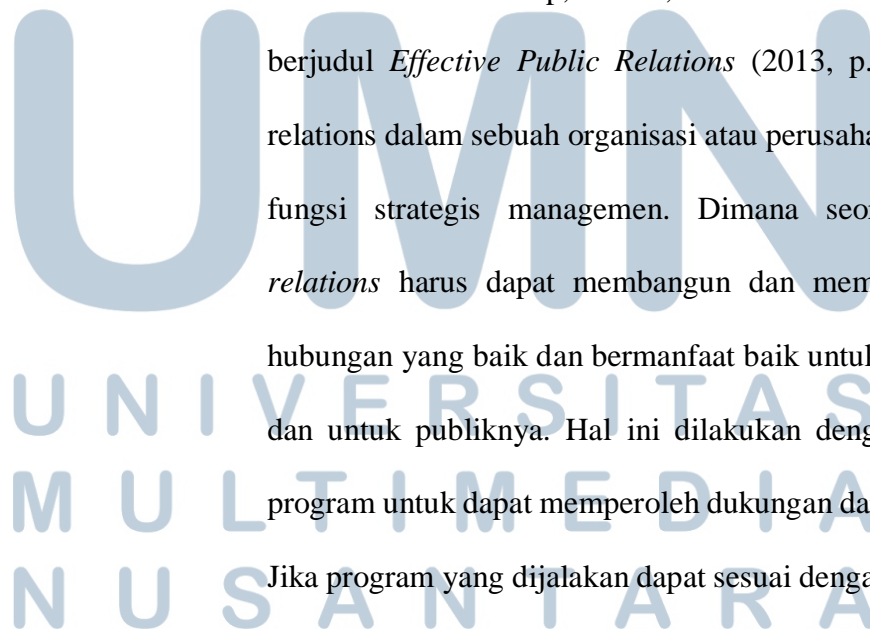 berjudul Effective Public Relations (2013, p.
relations dalam sebuah organisasi atau perusaha
fungsi strategis managemen. Dimana seo
relations harus dapat membangun dan mem
hubungan yang baik dan bermanfaat baik untuk
dan untuk publiknya. Hal ini dilakukan deng
program untuk dapat memperoleh dukungan da
Jika program yang dijalakan dapat sesuai denga
UMN
UNIVERSITAS
MULTIMEDIA
NUSANTARA